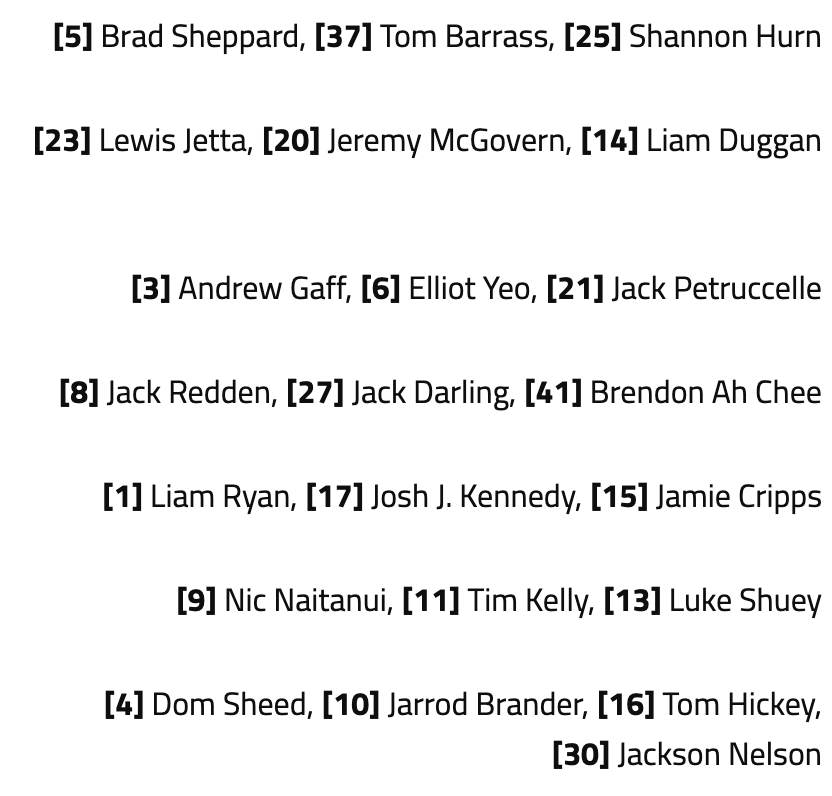 [5] Brad Sheppard, [37] Tom Barrass, [25] Shannon Hurn
[23] Lewis Jetta, [20] Jeremy McGovern, [14] Liam Duggan
[3] Andrew Gaff, [6] Elliot Yeo, [21] Jack Petruccelle
[8] Jack Redden, [27] Jack Darling, [41] Brendon Ah Chee
[1] Liam Ryan, [17] Josh J. Kennedy, [15] Jamie Cripps
[9] Nic Naitanui, [11] Tim Kelly, [13] Luke Shuey
[4] Dom Sheed, [10] Jarrod Brander, [16] Tom Hickey,
[30] Jackson Nelson